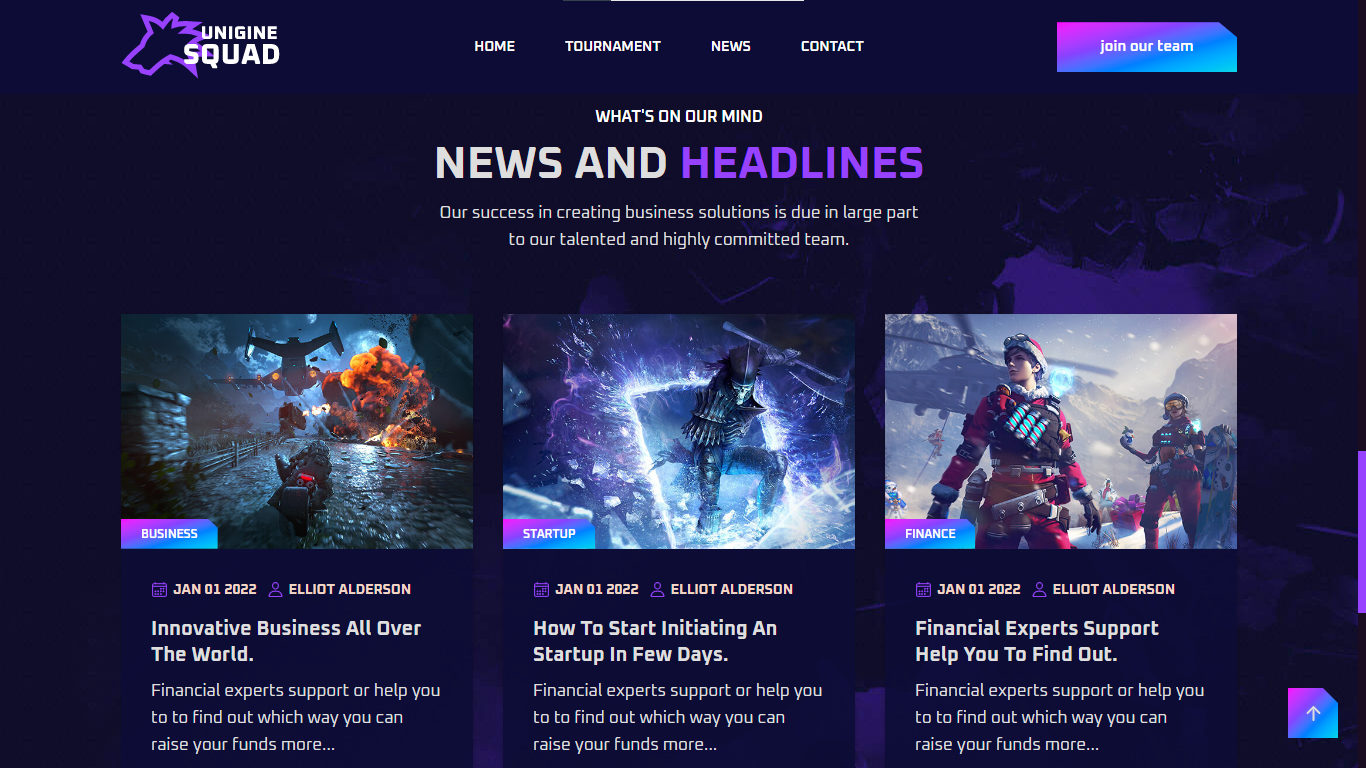 UNIGINE
SQUAD
HOME TOURNAMENT NEWS CONTACT
join our team
WHAT'S ON OUR MIND
NEWS AND HEADLINES
Our success in creating business solutions is due in large part
to our talented and highly committed team.
BUSINESS
JAN 01 2022 ELLIOT ALDERSON
Innovative Business All Over
The World.
Financial experts support or help you
to to find out which way you can
raise your funds more...
STARTUP
JAN 01 2022 ELLIOT ALDERSON
How To Start Initiating An
Startup In Few Days.
Financial experts support or help you
to to find out which way you can
raise your funds more...
FINANCE
JAN 01 2022 ELLIOT ALDERSON
Financial Experts Support
Help You To Find Out.
Financial experts support or help you
to to find out which way you can
raise your funds more...